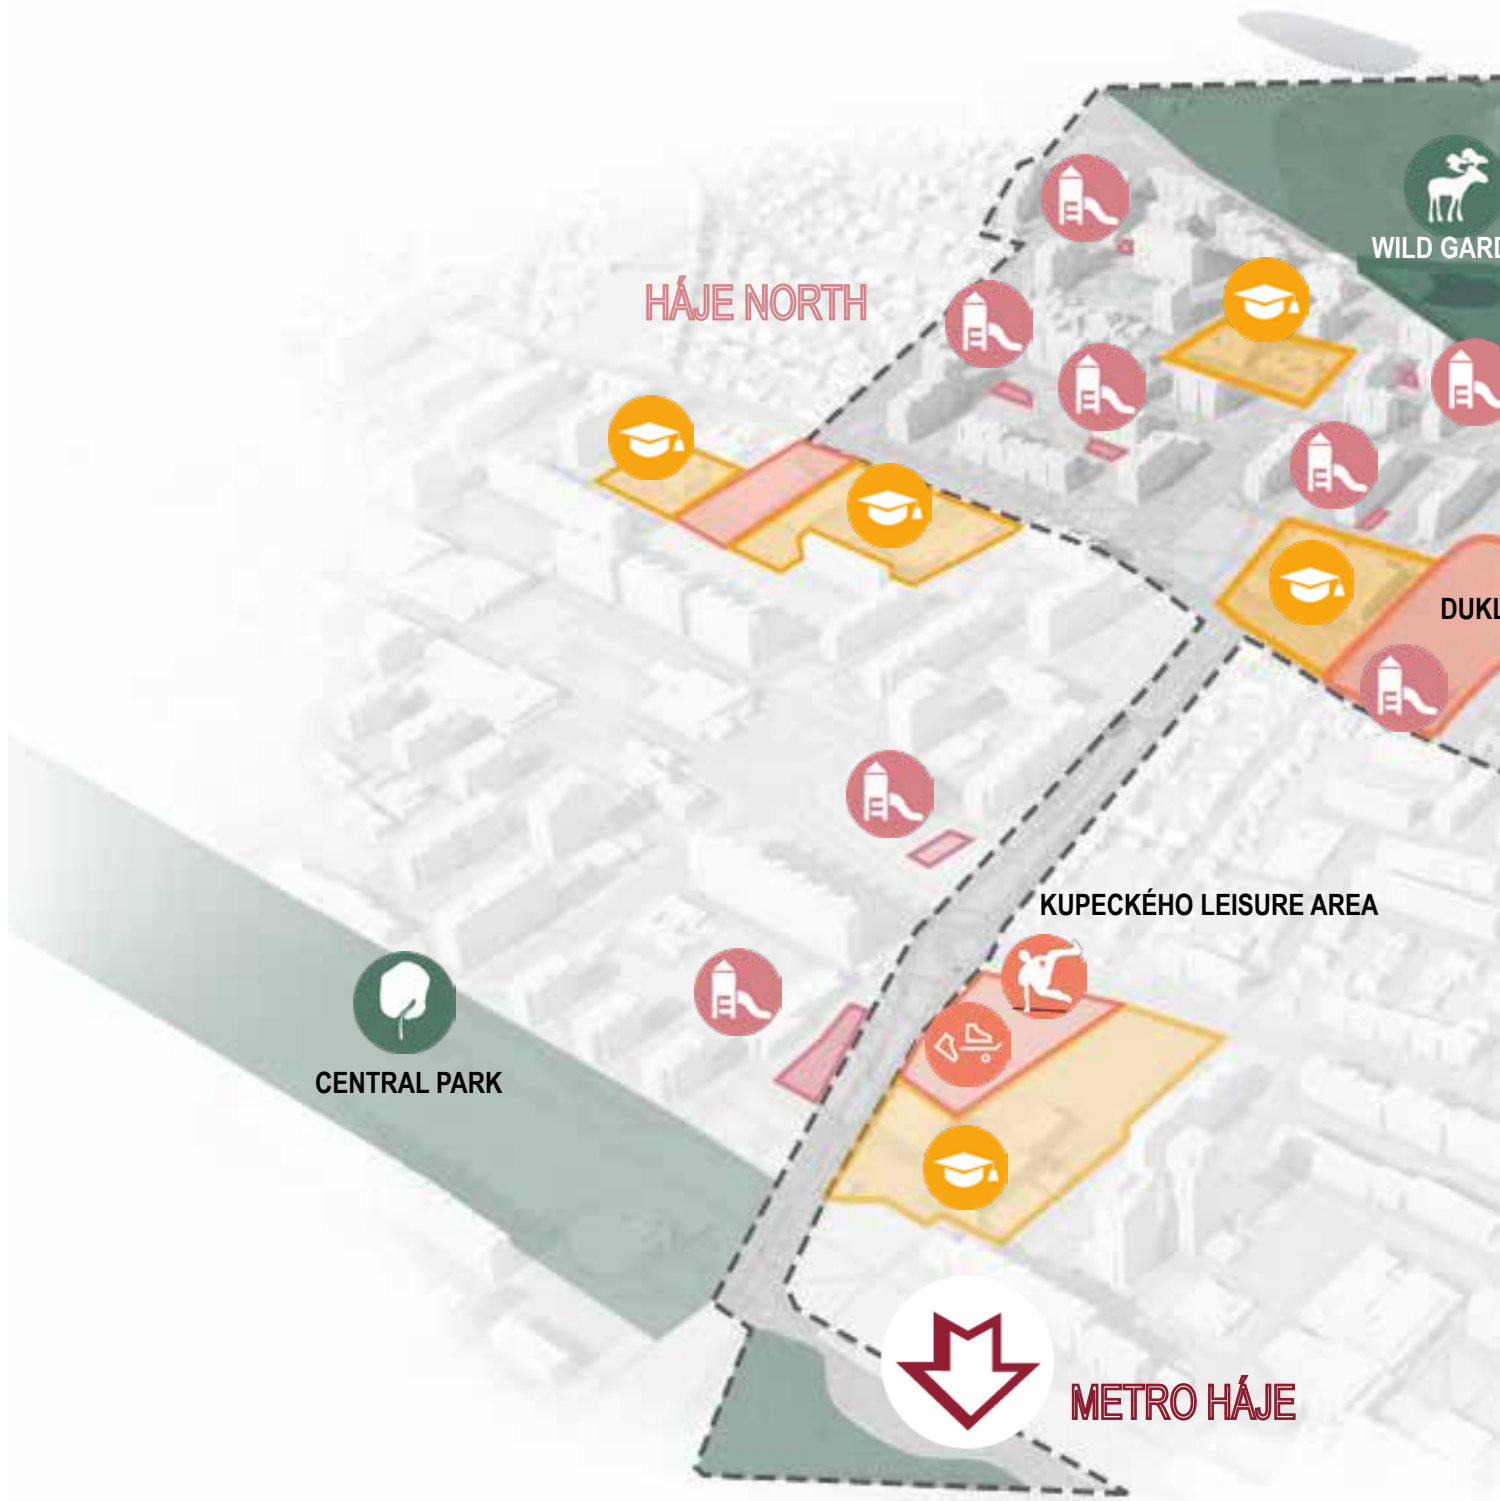 WILD GARD
HÁJE NORTH
DUKL
KUPECKÉHO LEISURE AREA
CENTRAL PARK
METRO HÁJE